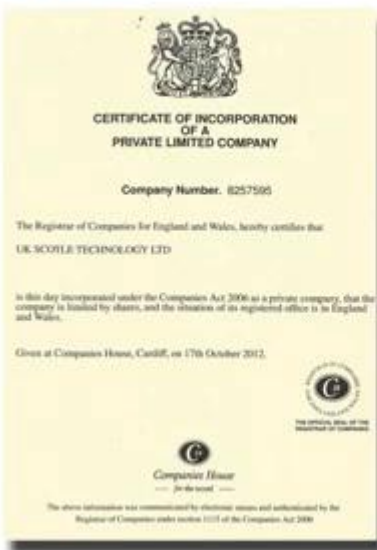 CERTIFICATE OF INCORPORATION
OF A
PRIVATE LIMITED COMPANY
Company Number. 8257595
The Registrar of Companies for England and Wales, hereby certifies that
UK SCOTLE TECHNOLOGY LTD
is this day incorporated under the Companies Act 2006 as a private company, that the
company is limited by shares, and the situation of its registered office is in England
and Wales.
Given at Companies House, Cardiff, on 17th October 2012.
THE OFFICIAL SEAL OF THE
REGISTRAR OF COMPANIES
Companies House
for the record
The above information was communicated by electronic means and authenticated by the
Registrar of Companies under section 1115 of the Companies Act 2006